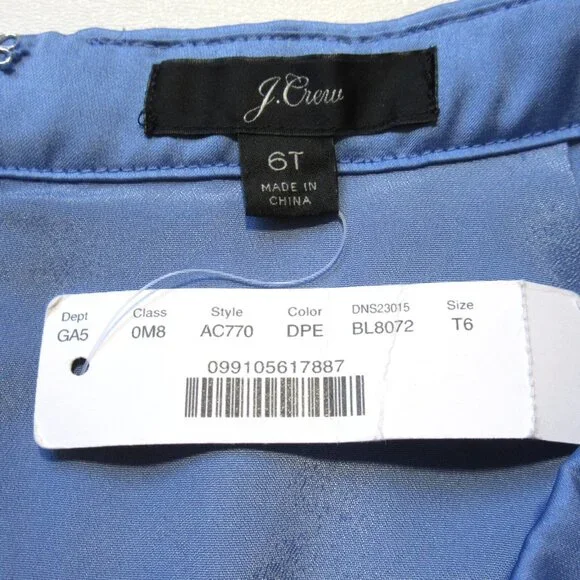 J.Crew
6T
MADE IN
CHINA
Dept Class Style Color DNS23015 Size
GA5 0M8 AC770 DPE BL8072 T6
099105617887